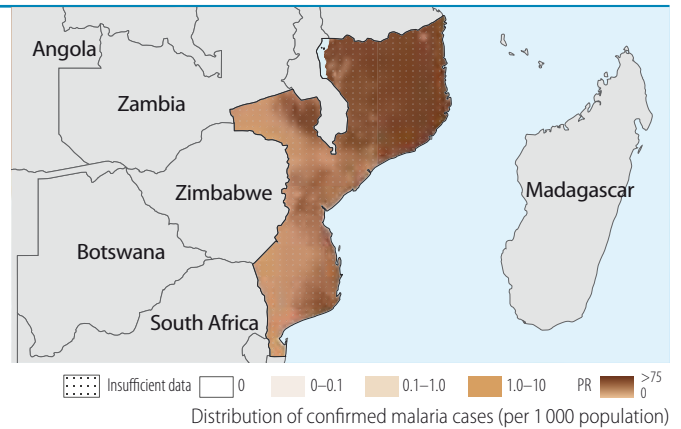 Angola
Zambia
Zimbabwe
Madagascar
Botswana
South Africa
Insufficient data 0 0–0.1 0.1–1.0 1.0–10 PR >75
0
Distribution of confirmed malaria cases (per 1 000 population)